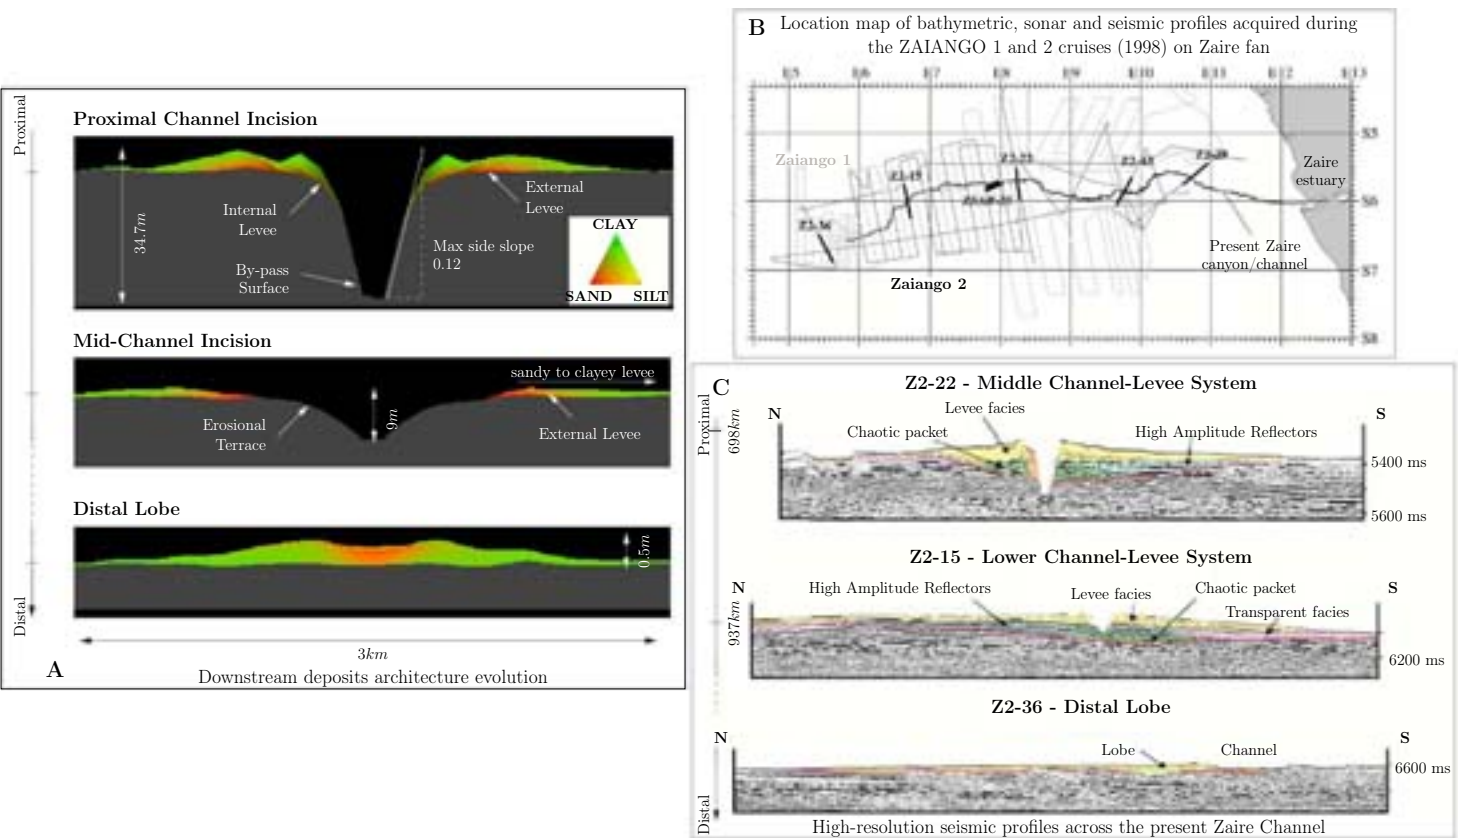 Proximal
Proximal Channel Incision
34.7m
Internal
Levee
External
Levee
By-pass
Surface
Max side slope
0.12
CLAY
SAND SILT
Mid-Channel Incision
sandy to clayey levee
9m
Erosional
Terrace
External Levee
Distal Lobe
0.5m
Distal
3km
A
Downstream deposits architecture evolution
B
Location map of bathymetric, sonar and seismic profiles acquired during
the ZAIANGO 1 and 2 cruises (1998) on Zaire fan
E5 E6 E7 E8 E9 E10 E11 E12 E13
S5
Zaiango 1
Z2-15
Zaire
estuary
S6
Z2-36
Present Zaire
canyon/channel
S7
Zaiango 2
S8
C
Z2-22 - Middle Channel-Levee System
Proximal
698km
N
S
Levee facies
Chaotic packet
High Amplitude Reflectors
5400 ms
5600 ms
Z2-15 - Lower Channel-Levee System
937km
N
S
High Amplitude Reflectors
Levee facies
Chaotic packet
Transparent facies
6200 ms
Z2-36 - Distal Lobe
N
S
Lobe
Channel
6600 ms
Distal
High-resolution seismic profiles across the present Zaire Channel